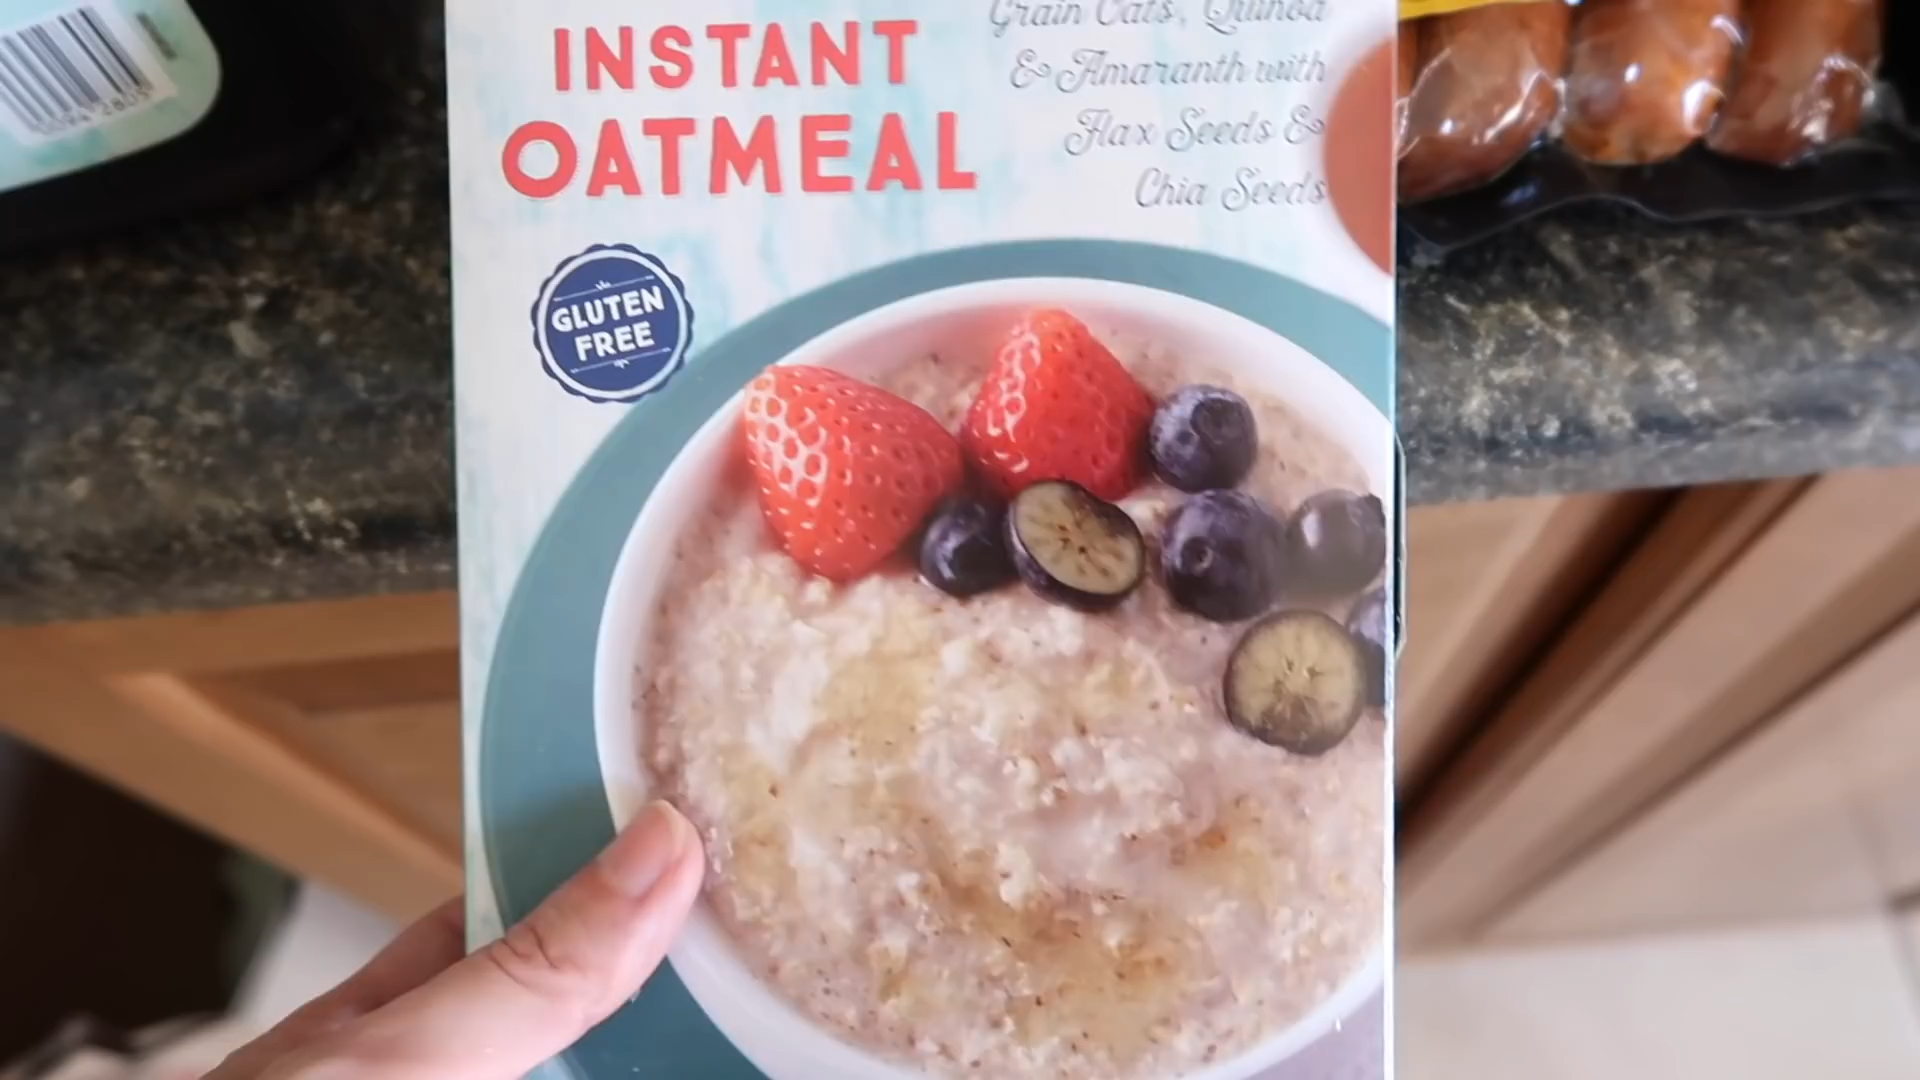 INSTANT
OATMEAL
Grain Oats, Quinoa
& Amaranth with
Flax Seeds &
Chia Seeds
GLUTEN
FREE